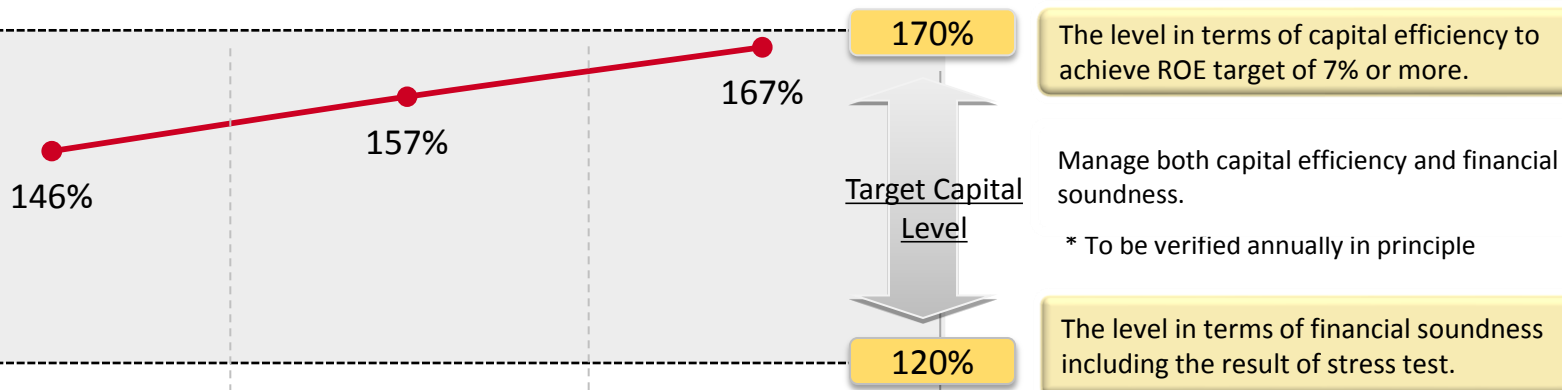 170%
The level in terms of capital efficiency to
achieve ROE target of 7% or more.
167%
157%
146%
Target Capital
Level
Manage both capital efficiency and financial
soundness.
* To be verified annually in principle
120%
The level in terms of financial soundness
including the result of stress test.